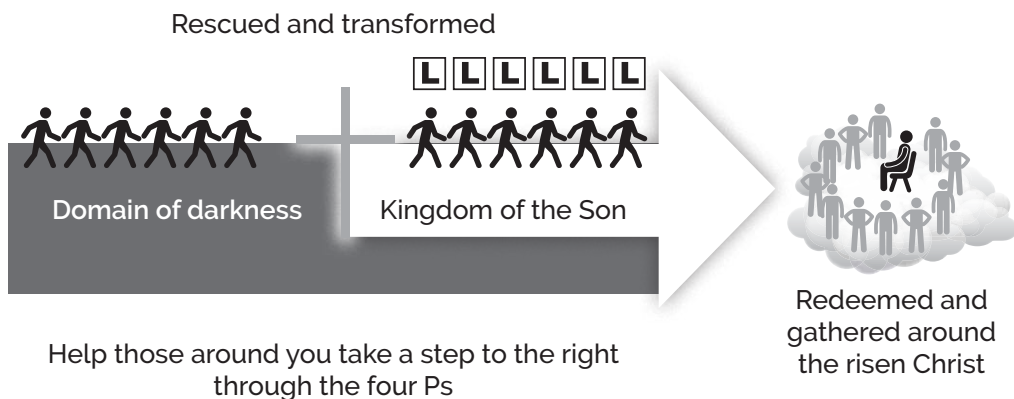 Rescued and transformed
L L L L L L
Domain of darkness
Kingdom of the Son
Redeemed and
gathered around
the risen Christ
Help those around you take a step to the right
through the four Ps